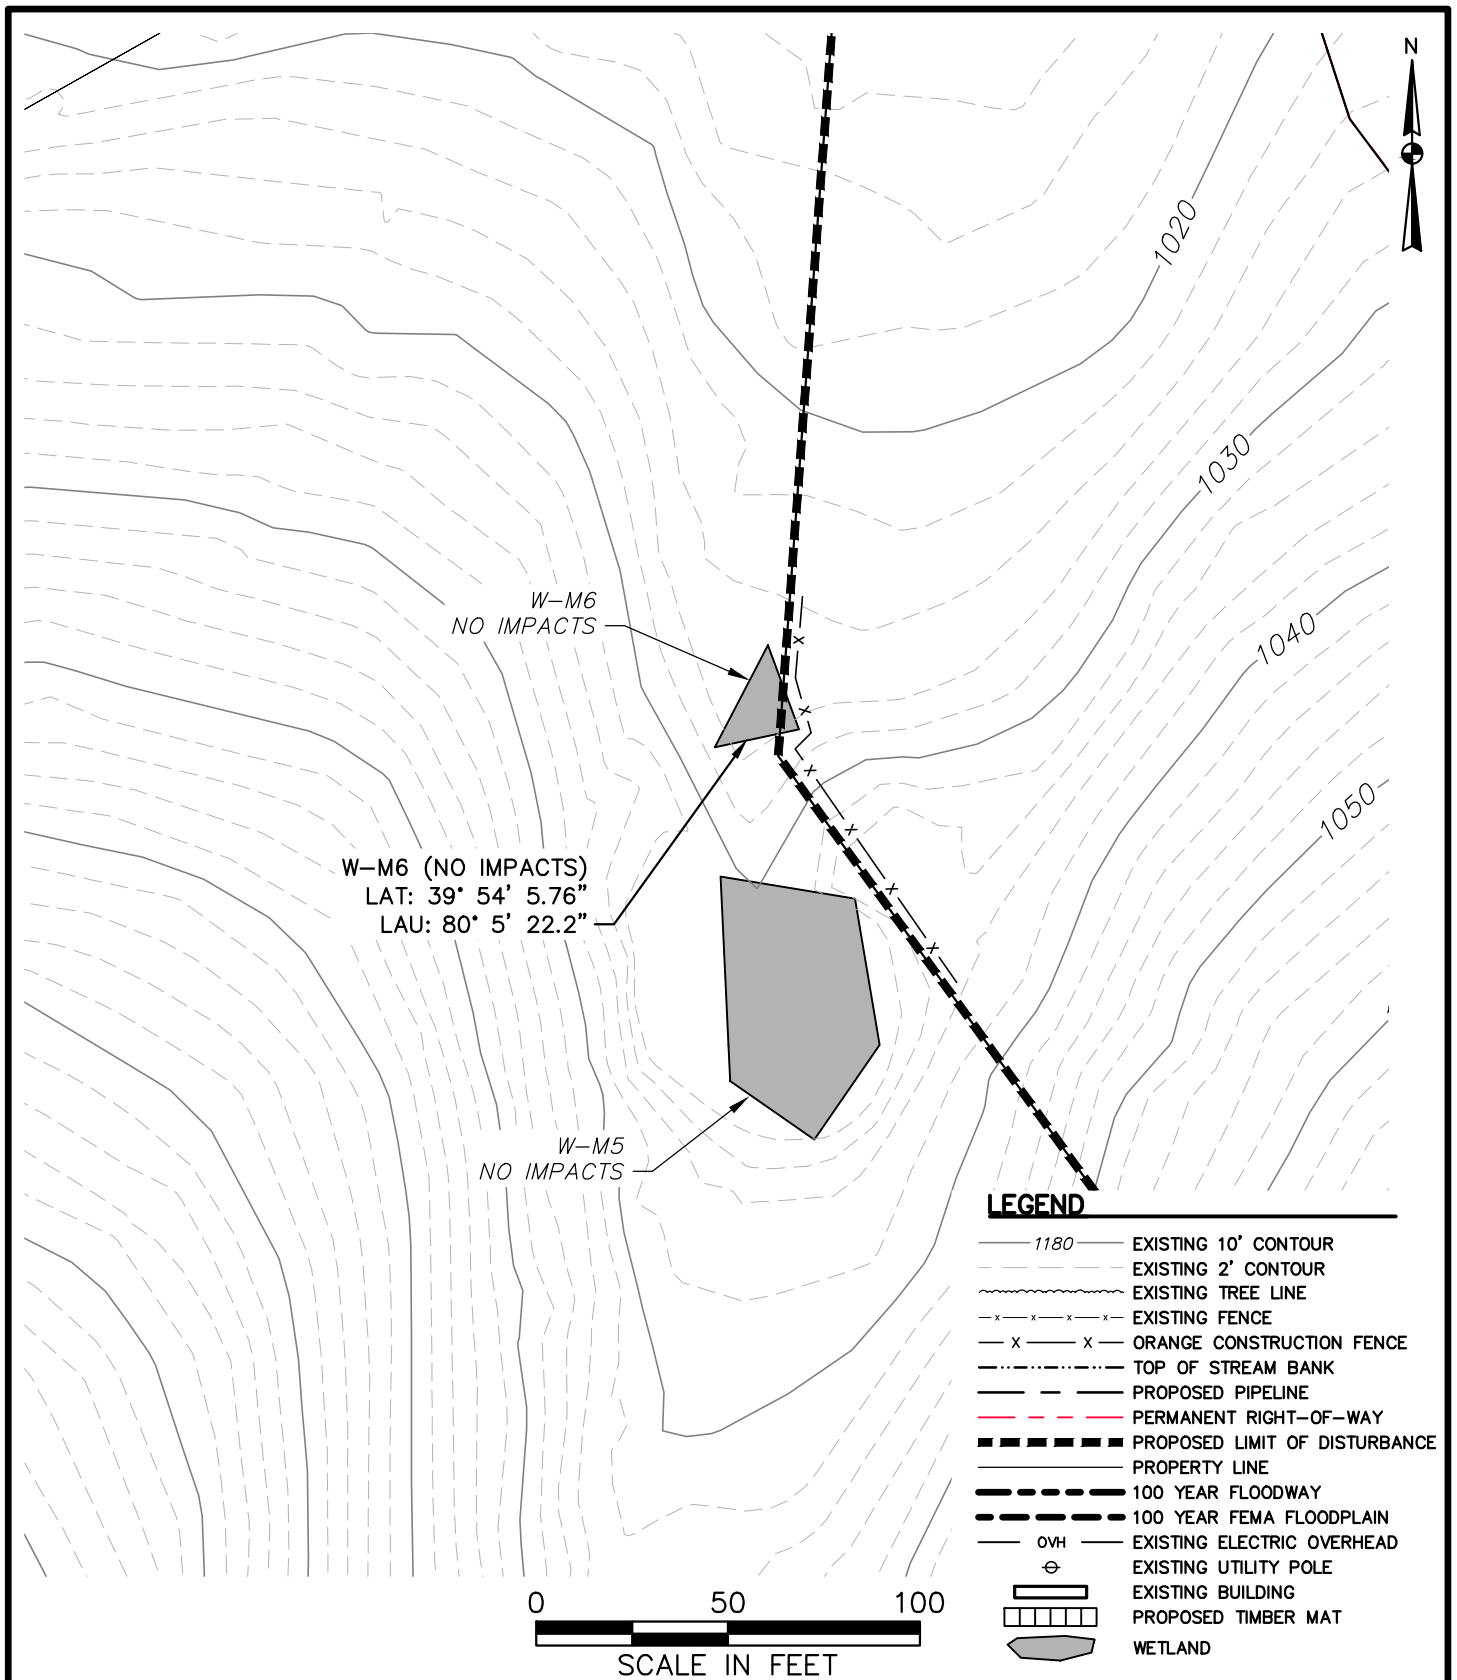 N
1020
1030
W-M6
NO IMPACTS
X
X
X
X
X
X
1040
1050
W-M6 (NO IMPACTS)
LAT: 39° 54' 5.76"
LAU: 80° 5' 22.2"
W-M5
NO IMPACTS
LEGEND
1180 EXISTING 10' CONTOUR
EXISTING 2' CONTOUR
EXISTING TREE LINE
x x x x EXISTING FENCE
X X ORANGE CONSTRUCTION FENCE
TOP OF STREAM BANK
PROPOSED PIPELINE
PERMANENT RIGHT-OF-WAY
PROPOSED LIMIT OF DISTURBANCE
PROPERTY LINE
100 YEAR FLOODWAY
100 YEAR FEMA FLOODPLAIN
OVH EXISTING ELECTRIC OVERHEAD
EXISTING UTILITY POLE
EXISTING BUILDING
PROPOSED TIMBER MAT
WETLAND
0 50 100
SCALE IN FEET